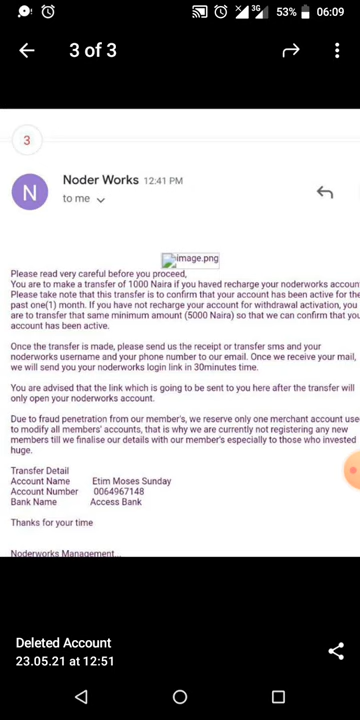 53% 06:09
3G
3 of 3
3
N
Noder Works 12:41 PM
to me
image.png
Please read very careful before you proceed,
You are to make a transfer of 1000 Naira if you haved recharge your noderworks accoun
Please take note that this transfer is to confirm that your account has been active for the
past one(1) month. If you have not recharge your account for withdrawal activation, you
are to transfer that same minimum amount (5000 Naira) so that we can confirm that you
account has been active.
Once the transfer is made, please send us the receipt or transfer sms and your
noderworks username and your phone number to our email. Once we receive your mail,
we will send you your noderworks login link in 30minutes time.
You are advised that the link which is going to be sent to you here after the transfer will
only open your noderworks account.
Due to fraud penetration from our member's, we reserve only one merchant account use
to modify all members' accounts, that is why we are currently not registering any new
members till we finalise our details with our member's especially to those who invested
huge.
Transfer Detail
Account Name Etim Moses Sunday
Account Number 0064967148
Bank Name Access Bank
Thanks for your time
Noderworks Management...
Deleted Account
23.05.21 at 12:51